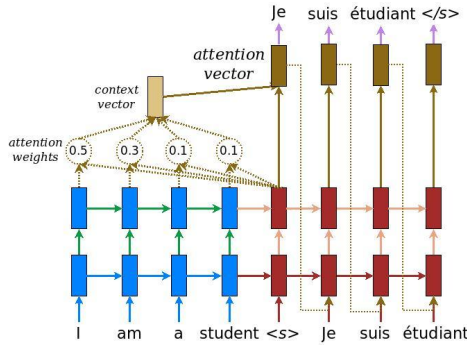 Je suis étudiant </s>
attention
vector
context
vector
attention
weights
0.5 0.3 0.1 0.1
I am a student <s> Je suis étudiant